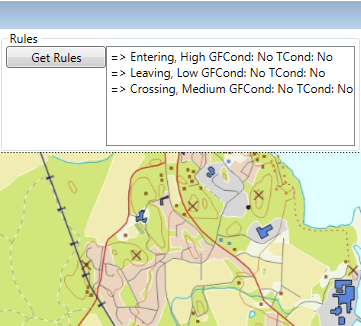 Rules
Get Rules
=> Entering, High GFCond: No TCond: No
=> Leaving, Low GFCond: No TCond: No
=> Crossing, Medium GFCond: No TCond: No